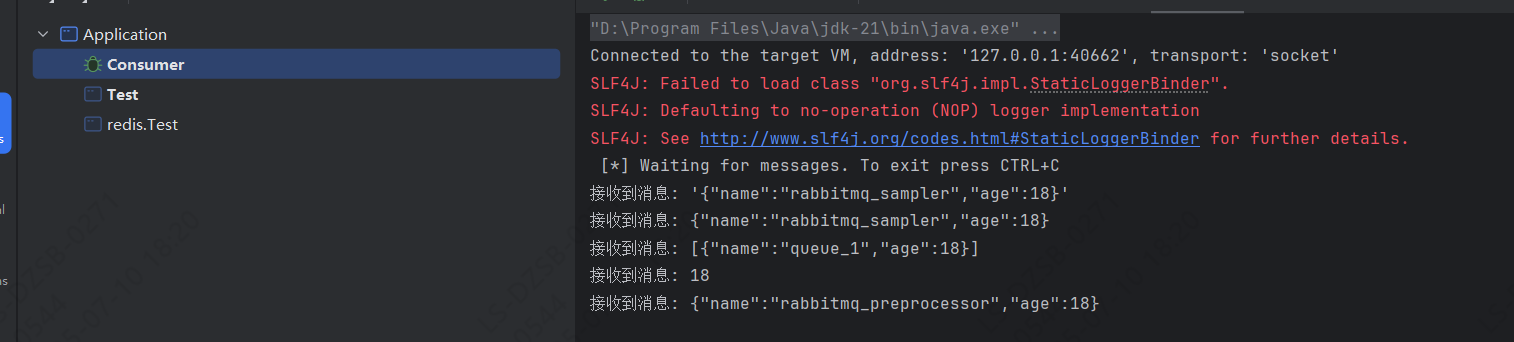 Application
Consumer
Test
redis.Test
"D:\Program Files\Java\jdk-21\bin\java.exe" ...
Connected to the target VM, address: '127.0.0.1:40662', transport: 'socket'
SLF4J: Failed to load class "org.slf4j.impl.StaticLoggerBinder".
SLF4J: Defaulting to no-operation (NOP) logger implementation
SLF4J: See http://www.slf4j.org/codes.html#StaticLoggerBinder for further details.
[*] Waiting for messages. To exit press CTRL+C
接收到消息: '{"name":"rabbitmq_sampler","age":18}'
接收到消息: {"name":"rabbitmq_sampler","age":18}
接收到消息: [{"name":"queue_1","age":18}]
接收到消息: 18
接收到消息: {"name":"rabbitmq_preprocessor","age":18}